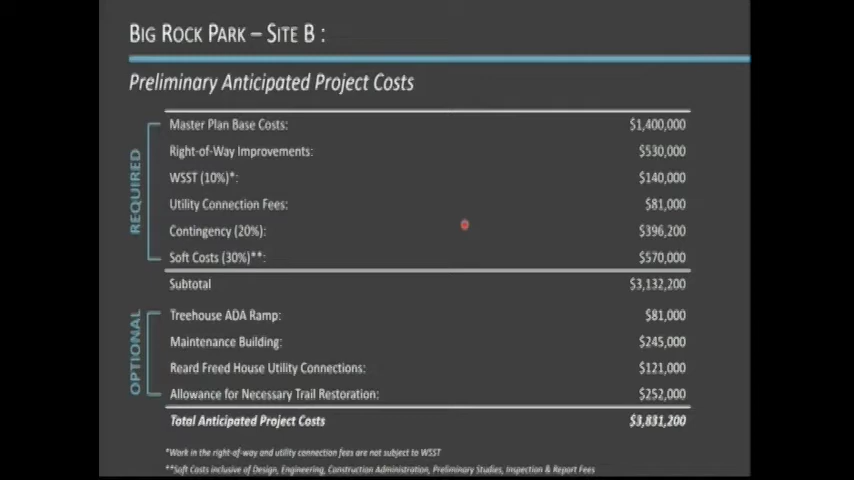 BIG ROCK PARK – SITE B :
Preliminary Anticipated Project Costs
REQUIRED
Master Plan Base Costs: $1,400,000
Right-of-Way Improvements: $530,000
WSST (10%)*: $140,000
Utility Connection Fees: $81,000
Contingency (20%): $396,200
Soft Costs (30%)**: $570,000
Subtotal $3,132,200
OPTIONAL
Treehouse ADA Ramp: $81,000
Maintenance Building: $245,000
Reard Freed House Utility Connections: $121,000
Allowance for Necessary Trail Restoration: $252,000
Total Anticipated Project Costs $3,831,200
*Work in the right-of-way and utility connection fees are not subject to WSST
**Soft Costs inclusive of Design, Engineering, Construction Administration, Preliminary Studies, Inspection & Report Fees